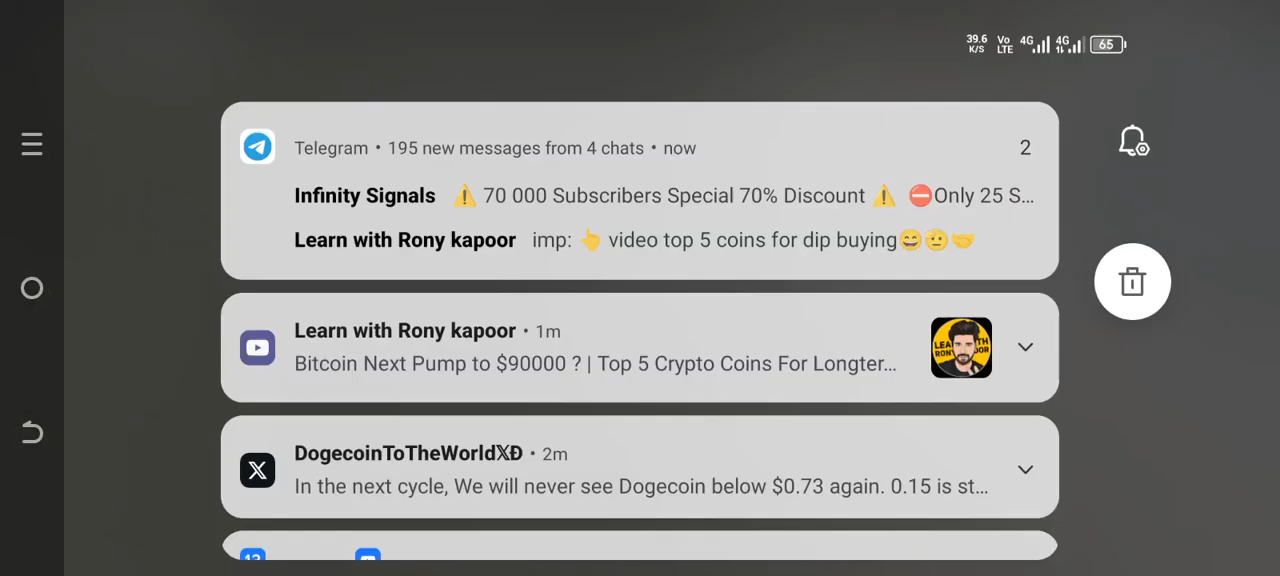 39.6 K/S Vo LTE 4G 4G 65
Telegram • 195 new messages from 4 chats • now 2
Infinity Signals ⚠️ 70 000 Subscribers Special 70% Discount ⚠️ ⛔Only 25 S...
Learn with Rony kapoor imp: 👆 video top 5 coins for dip buying😄🫡🤝
Learn with Rony kapoor • 1m
Bitcoin Next Pump to $90000 ? | Top 5 Crypto Coins For Longter...
DogecoinToTheWorld𝕏Ð • 2m
In the next cycle, We will never see Dogecoin below $0.73 again. 0.15 is st...